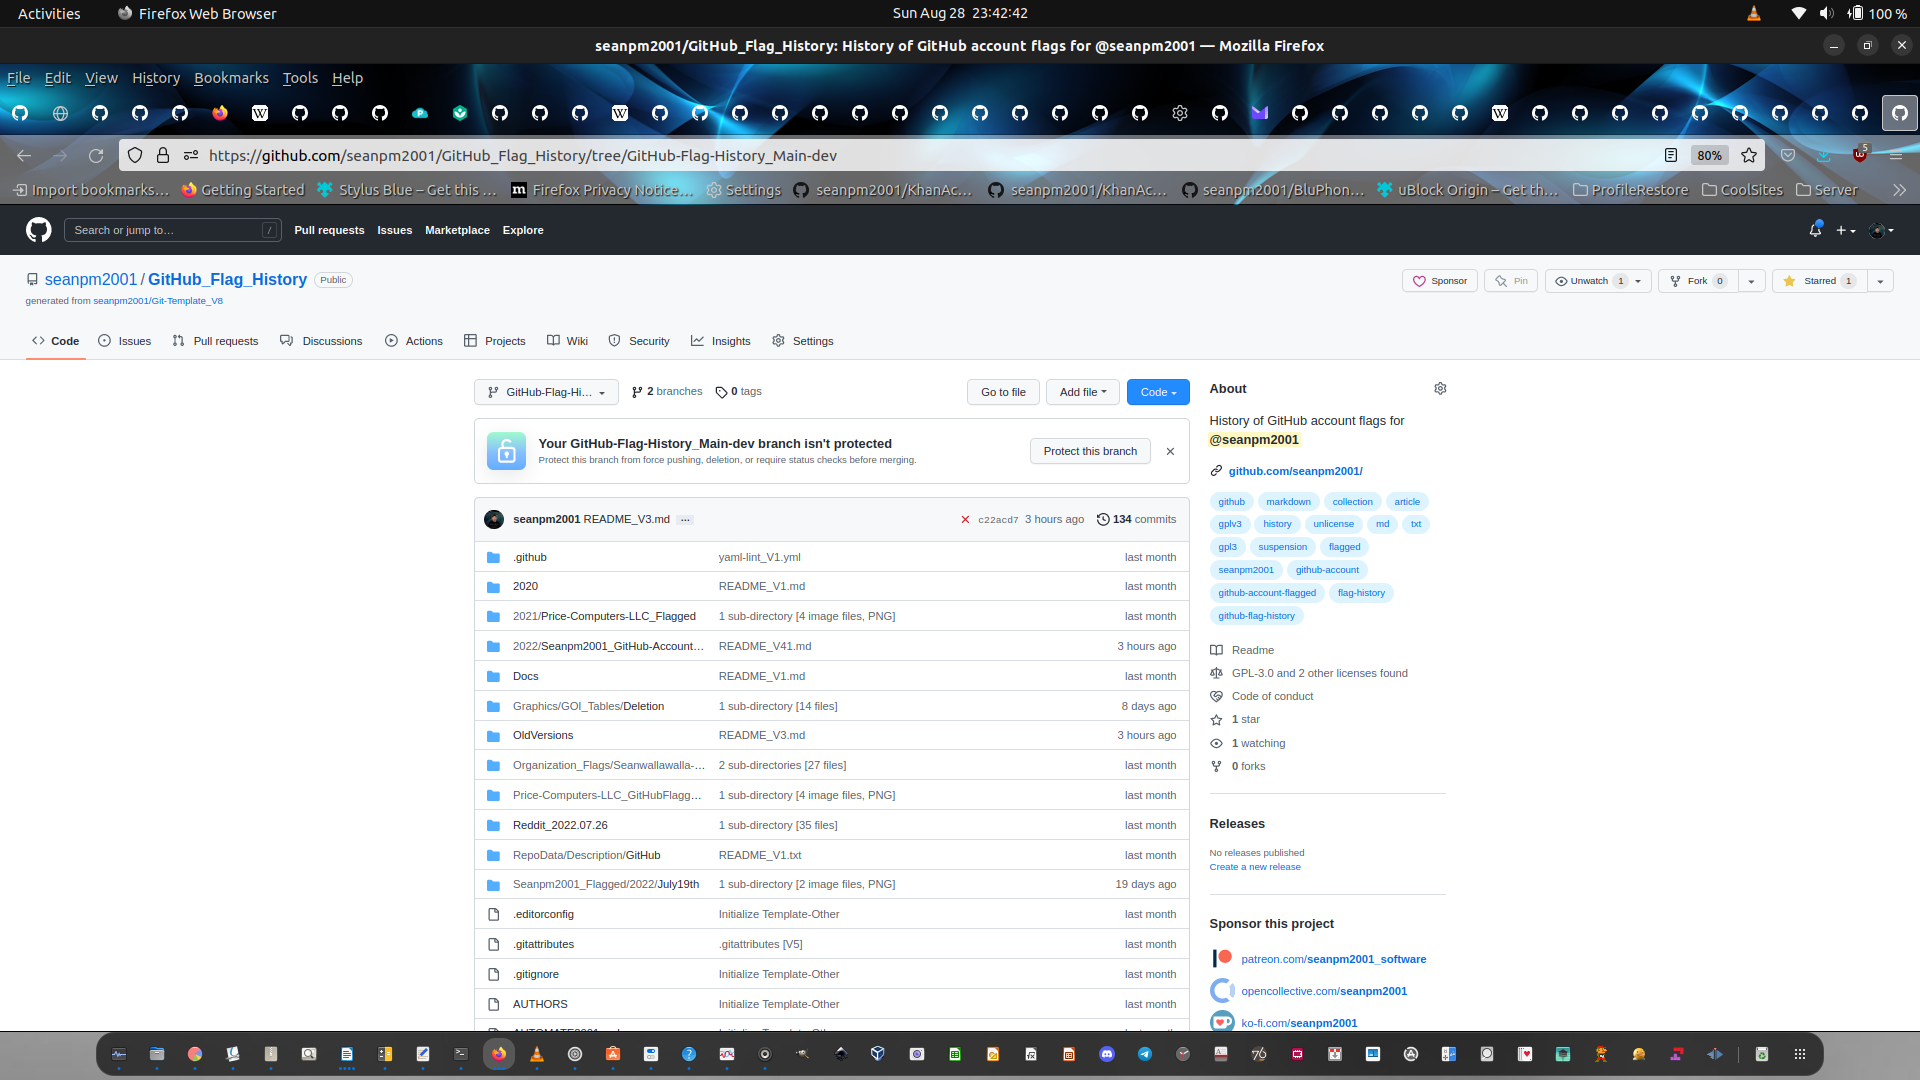 Activities Firefox Web Browser Sun Aug 28 23:42:42 100 %
seanpm2001/GitHub_Flag_History: History of GitHub account flags for @seanpm2001 — Mozilla Firefox
File Edit View History Bookmarks Tools Help
https://github.com/seanpm2001/GitHub_Flag_History/tree/GitHub-Flag-History_Main-dev 80% 5
Import bookmarks… Getting Started Stylus Blue – Get this … Firefox Privacy Notice… Settings seanpm2001/KhanAc… seanpm2001/KhanAc… seanpm2001/BluPhon… uBlock Origin – Get th… ProfileRestore CoolSites Server
Search or jump to… / Pull requests Issues Marketplace Explore
seanpm2001 / GitHub_Flag_History Public
generated from seanpm2001/Git-Template_V8
Sponsor Pin Unwatch 1 Fork 0 Starred 1
Code Issues Pull requests Discussions Actions Projects Wiki Security Insights Settings
GitHub-Flag-Hi… 2 branches 0 tags Go to file Add file Code
Your GitHub-Flag-History_Main-dev branch isn't protected
Protect this branch from force pushing, deletion, or require status checks before merging.
Protect this branch
seanpm2001 README_V3.md … c22acd7 3 hours ago 134 commits
.github yaml-lint_V1.yml last month
2020 README_V1.md last month
2021/Price-Computers-LLC_Flagged 1 sub-directory [4 image files, PNG] last month
2022/Seanpm2001_GitHub-Account… README_V41.md 3 hours ago
Docs README_V1.md last month
Graphics/GOI_Tables/Deletion 1 sub-directory [14 files] 8 days ago
OldVersions README_V3.md 3 hours ago
Organization_Flags/Seanwallawalla-… 2 sub-directories [27 files] last month
Price-Computers-LLC_GitHubFlagg… 1 sub-directory [4 image files, PNG] last month
Reddit_2022.07.26 1 sub-directory [35 files] last month
RepoData/Description/GitHub README_V1.txt last month
Seanpm2001_Flagged/2022/July19th 1 sub-directory [2 image files, PNG] 19 days ago
.editorconfig Initialize Template-Other last month
.gitattributes .gitattributes [V5] last month
.gitignore Initialize Template-Other last month
AUTHORS Initialize Template-Other last month
About
History of GitHub account flags for
@seanpm2001
github.com/seanpm2001/
github markdown collection article
gplv3 history unlicense md txt
gpl3 suspension flagged
seanpm2001 github-account
github-account-flagged flag-history
github-flag-history
Readme
GPL-3.0 and 2 other licenses found
Code of conduct
1 star
1 watching
0 forks
Releases
No releases published
Create a new release
Sponsor this project
patreon.com/seanpm2001_software
opencollective.com/seanpm2001
ko-fi.com/seanpm2001